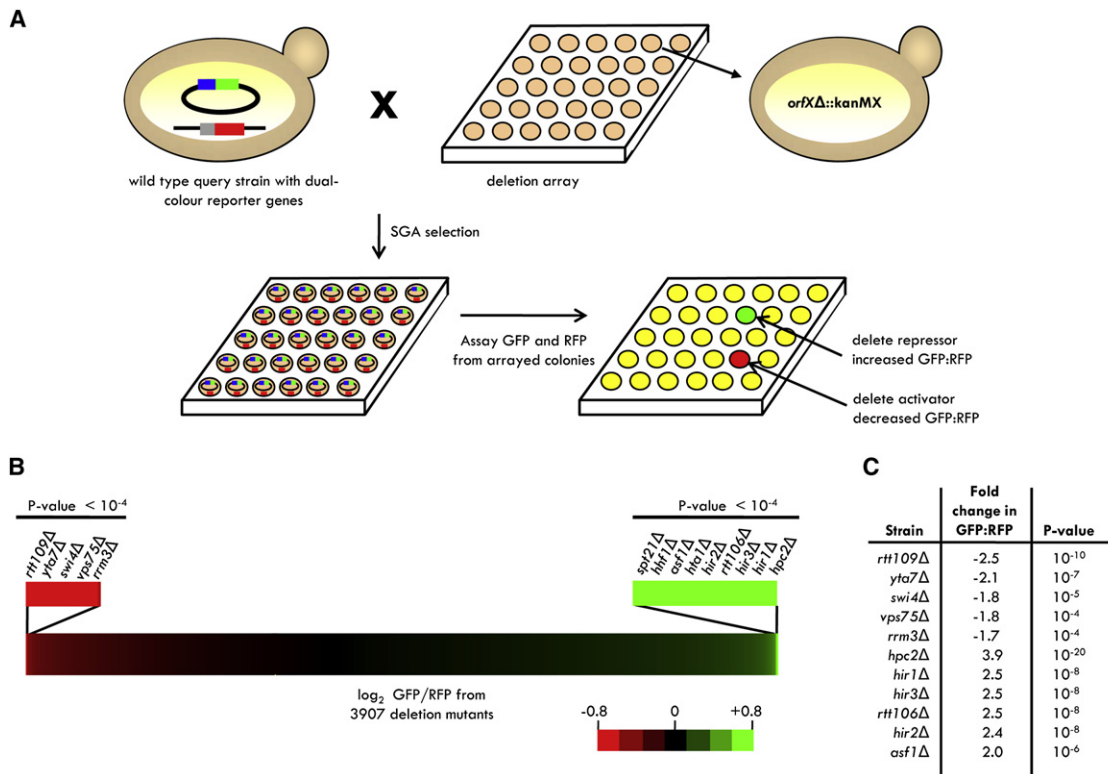 A
orfXΔ::kanMX
X
wild type query strain with dual-
colour reporter genes
deletion array
SGA selection
Assay GFP and RFP
from arrayed colonies
delete repressor
increased GFP:RFP
delete activator
decreased GFP:RFP
B
P-value < 10⁻⁴
rtt109Δ
yta7Δ
swi4Δ
vps75Δ
rrm3Δ
P-value < 10⁻⁴
spt21Δ
hhf1Δ
asf1Δ
hta1Δ
hir2Δ
rtt106Δ
hir3Δ
hir1Δ
hpc2Δ
log₂ GFP/RFP from
3907 deletion mutants
-0.8 0 +0.8
C
Strain Fold change in GFP:RFP P-value
rtt109Δ -2.5 10⁻¹⁰
yta7Δ -2.1 10⁻⁷
swi4Δ -1.8 10⁻⁵
vps75Δ -1.8 10⁻⁴
rrm3Δ -1.7 10⁻⁴
hpc2Δ 3.9 10⁻²⁰
hir1Δ 2.5 10⁻⁸
hir3Δ 2.5 10⁻⁸
rtt106Δ 2.5 10⁻⁸
hir2Δ 2.4 10⁻⁸
asf1Δ 2.0 10⁻⁶